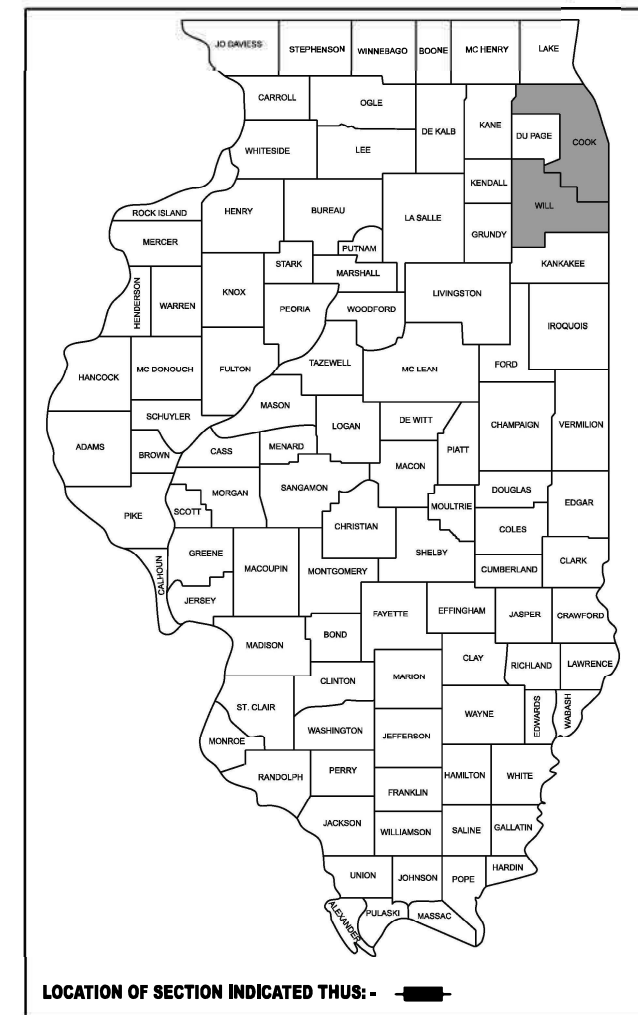 JO DAVIESS
STEPHENSON
WINNEBAGO
BOONE
MC HENRY
LAKE
CARROLL
OGLE
DE KALB
KANE
DU PAGE
COOK
WHITESIDE
LEE
KENDALL
WILL
ROCK ISLAND
HENRY
BUREAU
LA SALLE
GRUNDY
MERCER
PUTNAM
STARK
MARSHALL
KANKAKEE
HENDERSON
WARREN
KNOX
PEORIA
WOODFORD
LIVINGSTON
IROQUOIS
HANCOCK
MC DONOUCH
FULTON
TAZEWELL
MC LEAN
FORD
SCHUYLER
MASON
LOGAN
DE WITT
CHAMPAIGN
VERMILION
ADAMS
BROWN
CASS
MENARD
PIATT
MACON
PIKE
SCOTT
MORGAN
SANGAMON
MOULTRIE
DOUGLAS
EDGAR
CHRISTIAN
COLES
CALHOUN
GREENE
MACOUPIN
MONTGOMERY
SHELBY
CUMBERLAND
CLARK
JERSEY
FAYETTE
EFFINGHAM
JASPER
CRAWFORD
MADISON
BOND
CLAY
RICHLAND
LAWRENCE
CLINTON
MARION
ST. CLAIR
WAYNE
EDWARDS
WABASH
MONROE
WASHINGTON
JEFFERSON
RANDOLPH
PERRY
HAMILTON
WHITE
FRANKLIN
JACKSON
WILLIAMSON
SALINE
GALLATIN
UNION
JOHNSON
POPE
HARDIN
ALEXANDER
PULASKI
MASSAC
LOCATION OF SECTION INDICATED THUS: -